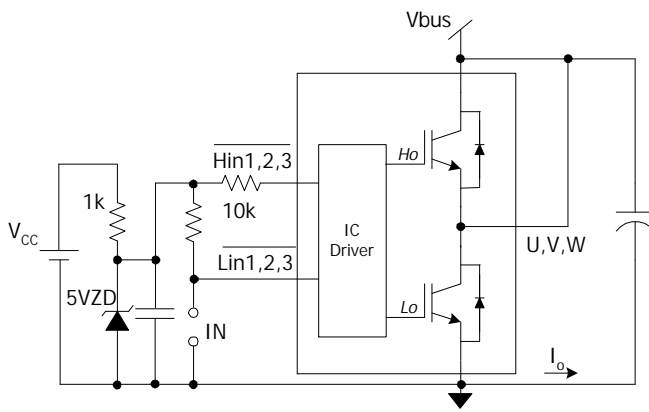 Vbus
Hin1,2,3
Ho
1k
10k
IC
Driver
VCC
U,V,W
Lin1,2,3
5VZD
Lo
IN
Io